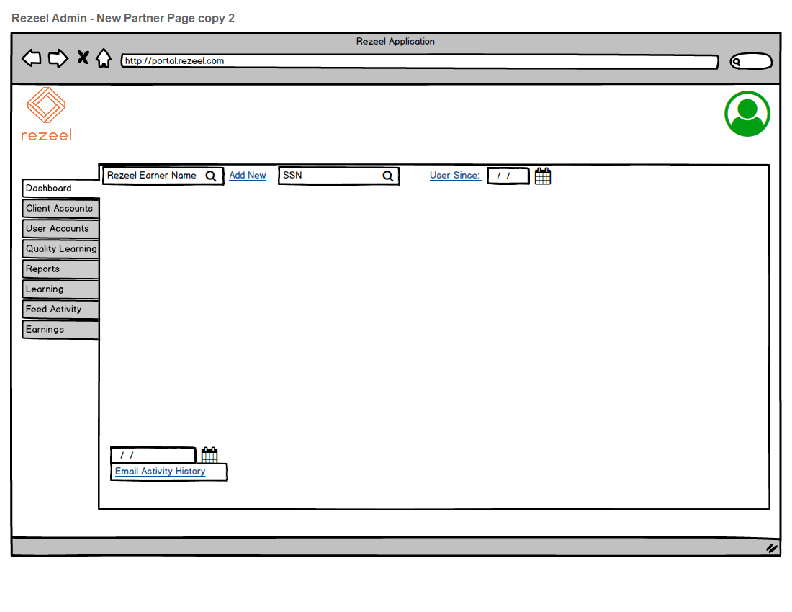 Rezeel Admin - New Partner Page copy 2
Rezeel Application
http://portal.rezeel.com
rezeel
Rezeel Earner Name
Add New
SSN
User Since:
/ /
Dashboard
Client Accounts
User Accounts
Quality Learning
Reports
Learning
Feed Activity
Earnings
/ /
Email Activity History